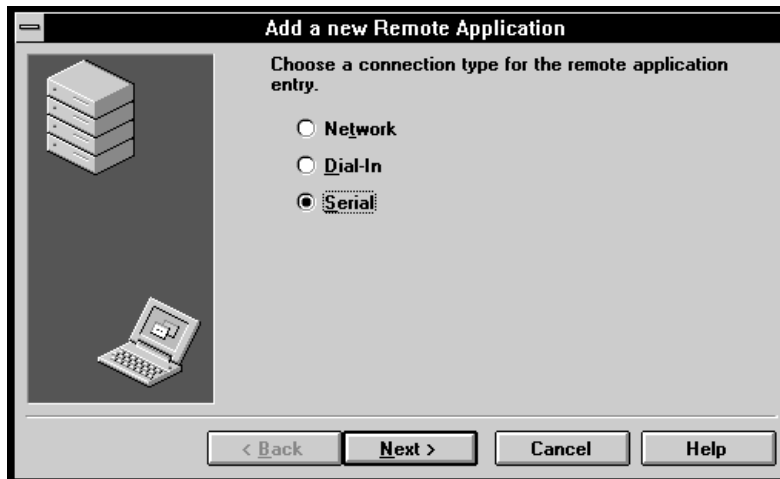 Add a new Remote Application
Choose a connection type for the remote application
entry.
Network
Dial-In
Serial
< Back
Next >
Cancel
Help